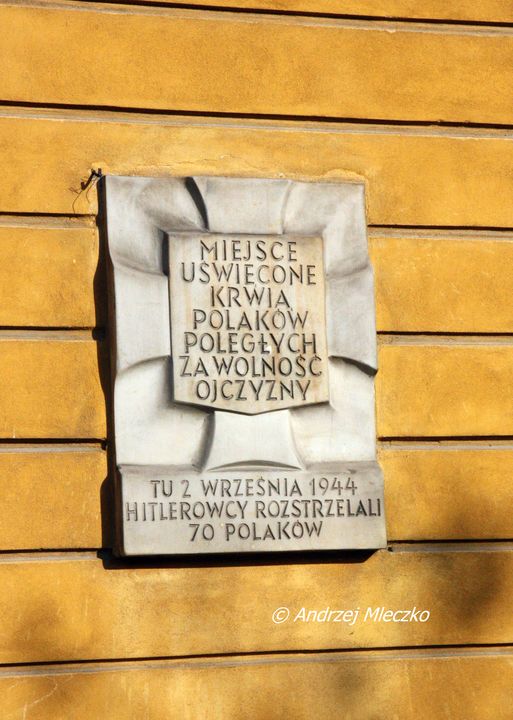 MIEJSCE
UŚWIĘCONE
KRWIĄ
POLAKÓW
POLEGŁYCH
ZA WOLNOŚĆ
OJCZYZNY
TU 2 WRZEŚNIA 1944
HITLEROWCY ROZSTRZELALI
70 POLAKÓW
© Andrzej Mleczko